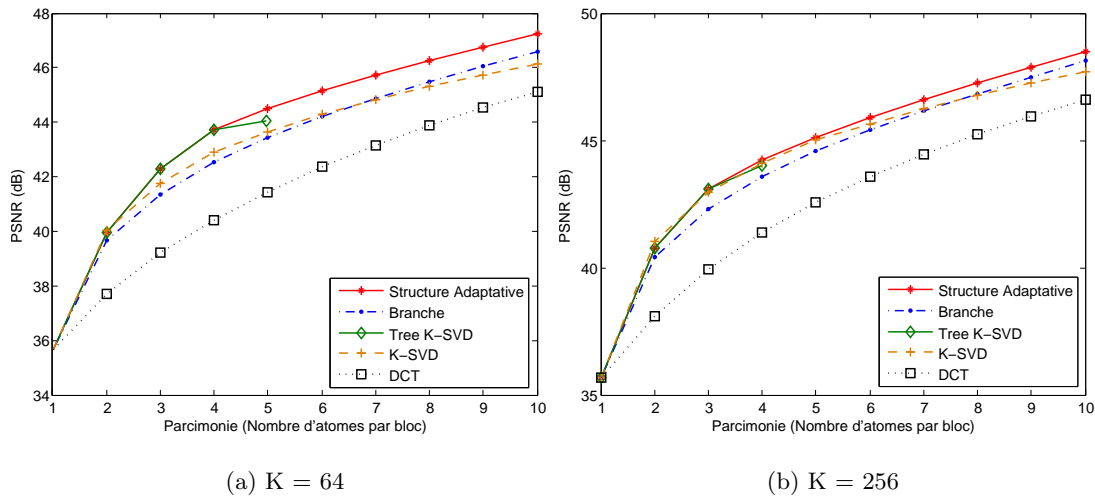 48
46
44
42
40
38
36
34
PSNR (dB)
1 2 3 4 5 6 7 8 9 10
Parcimonie (Nombre d'atomes par bloc)
Structure Adaptative
Branche
Tree K−SVD
K−SVD
DCT
(a) K = 64
50
45
40
35
PSNR (dB)
1 2 3 4 5 6 7 8 9 10
Parcimonie (Nombre d'atomes par bloc)
Structure Adaptative
Branche
Tree K−SVD
K−SVD
DCT
(b) K = 256